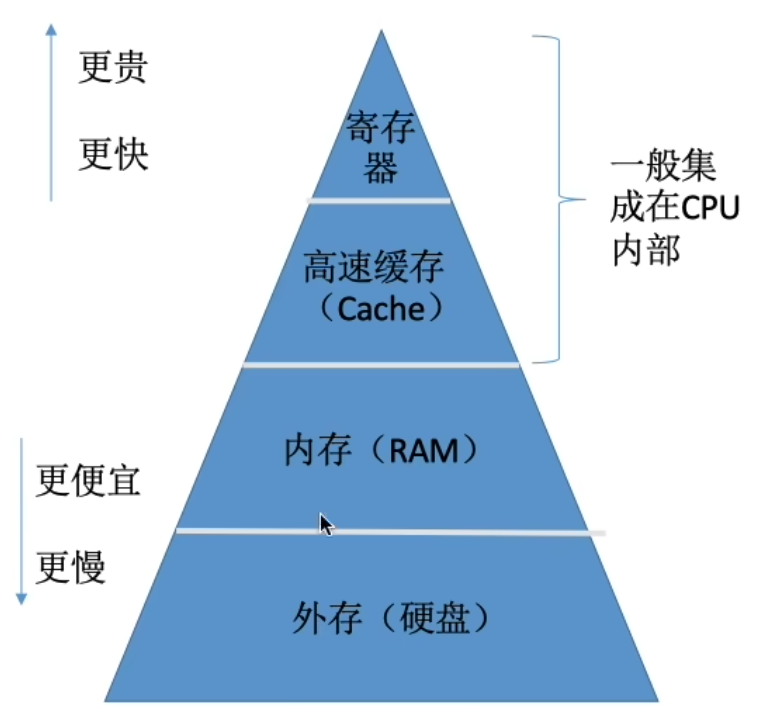 更贵
更快
寄存
器
一般集
成在CPU
内部
高速缓存
（Cache）
内存（RAM）
更便宜
更慢
外存（硬盘）